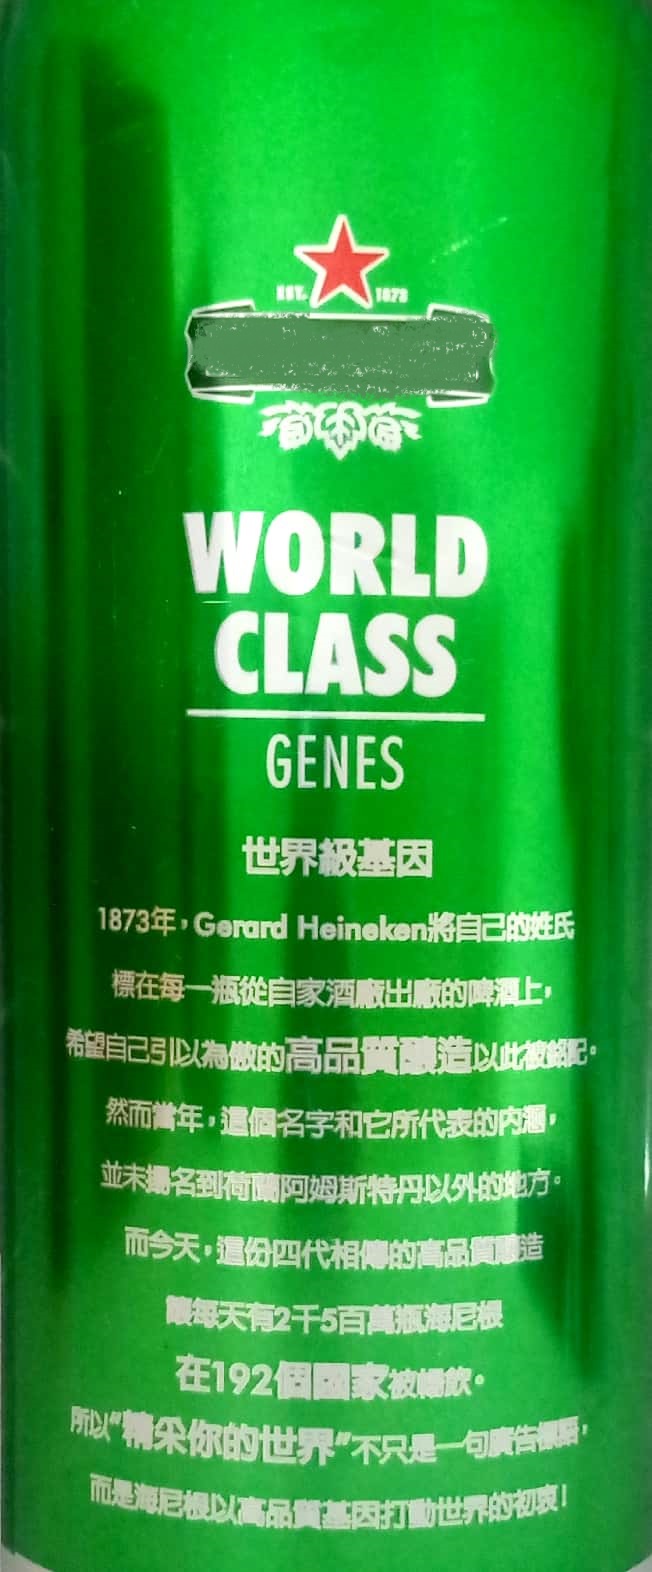 EST. 1873
WORLD
CLASS
GENES
世界級基因
1873年，Gerard Heineken將自己的姓氏
標在每一瓶從自家酒廠出廠的啤酒上，
希望自己引以為傲的高品質釀造以此被銘記。
然而當年，這個名字和它所代表的內涵，
並未揚名到荷蘭阿姆斯特丹以外的地方。
而今天，這份四代相傳的高品質釀造
讓每天有2千5百萬瓶海尼根
在192個國家被暢飲。
所以"精采你的世界"不只是一句廣告標語，
而是海尼根以高品質基因打動世界的初衷！